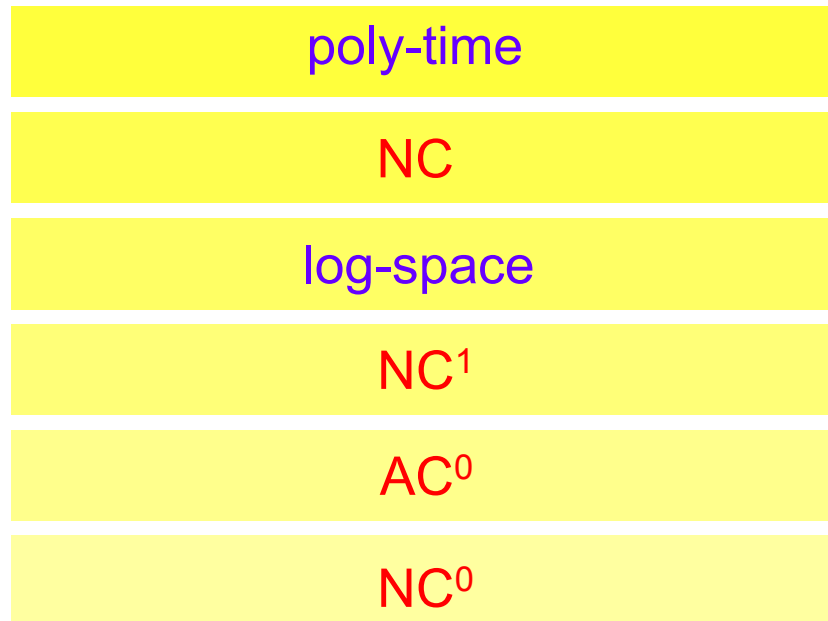 poly-time
NC
log-space
NC¹
AC⁰
NC⁰